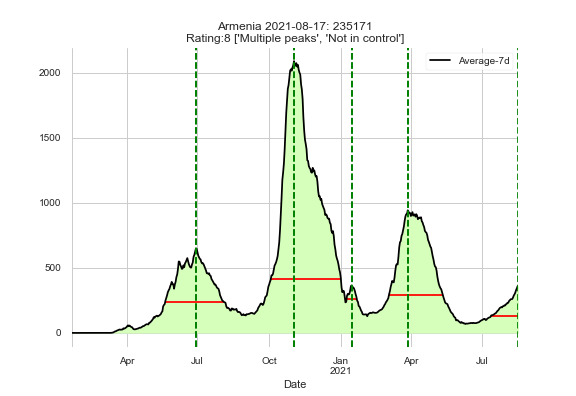 Armenia 2021-08-17: 235171
Rating:8 ['Multiple peaks', 'Not in control']
Average-7d
2000
1500
1000
500
0
Apr Jul Oct Jan Apr Jul
2021
Date